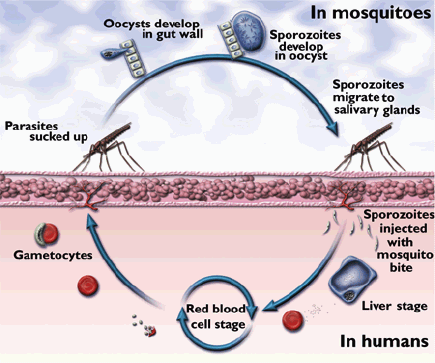 In mosquitoes
Oocysts develop
in gut wall
Sporozoites
develop
in oocyst
Sporozoites
migrate to
salivary glands
Parasites
sucked up
Sporozoites
injected
with
mosquito
bite
Gametocytes
Liver stage
Red blood
cell stage
In humans